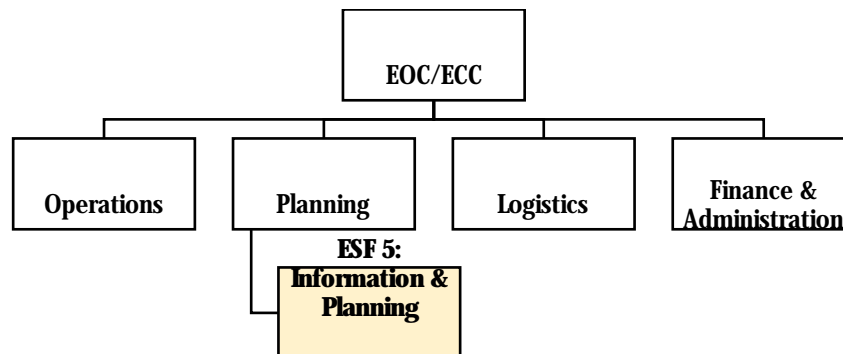 EOC/ECC
Operations
Planning
Logistics
Finance &
Administration
ESF 5:
Information &
Planning